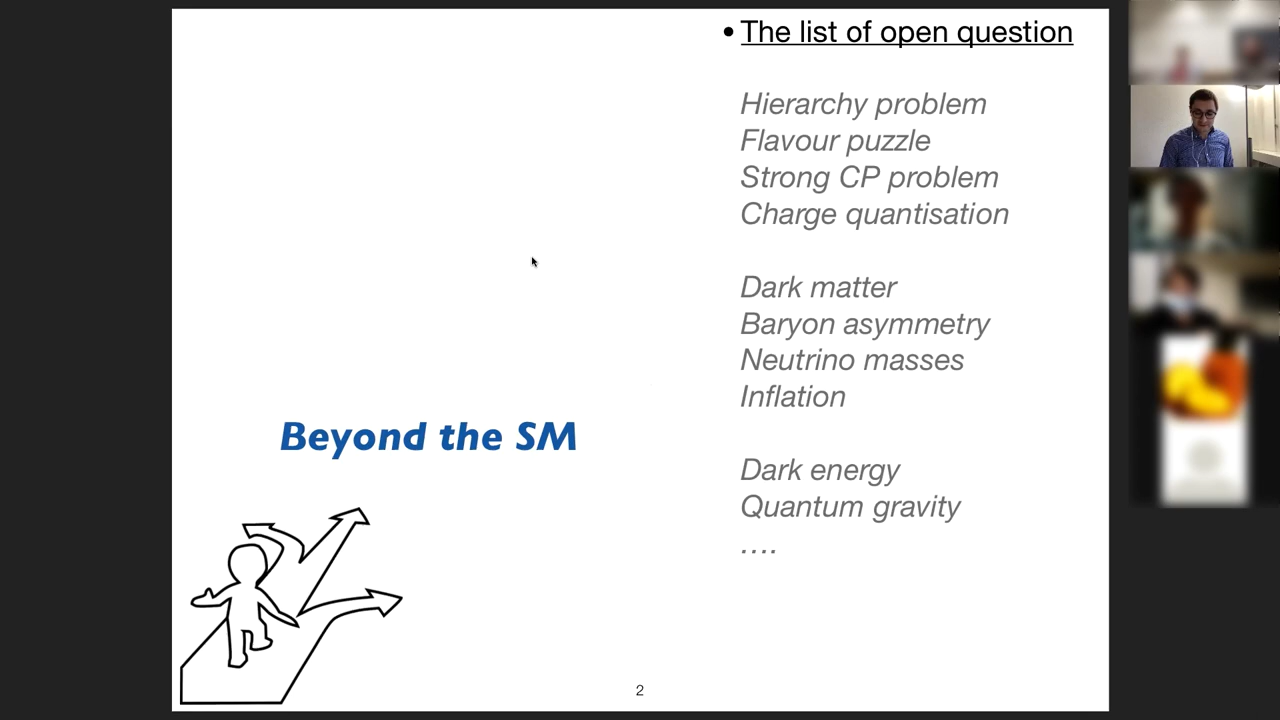 • The list of open question
Hierarchy problem
Flavour puzzle
Strong CP problem
Charge quantisation
Dark matter
Baryon asymmetry
Neutrino masses
Inflation
Beyond the SM
Dark energy
Quantum gravity
....
2